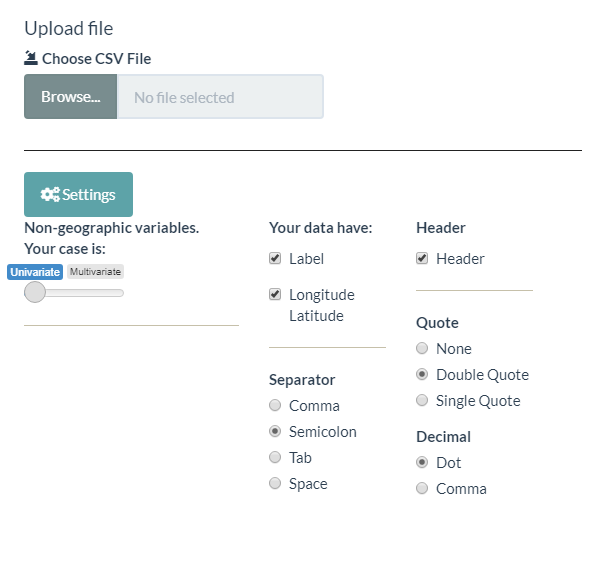 Upload file
Choose CSV File
Browse... No file selected
Settings
Non-geographic variables.
Your case is:
Univariate Multivariate
Your data have:
Label
Longitude
Latitude
Separator
Comma
Semicolon
Tab
Space
Header
Header
Quote
None
Double Quote
Single Quote
Decimal
Dot
Comma